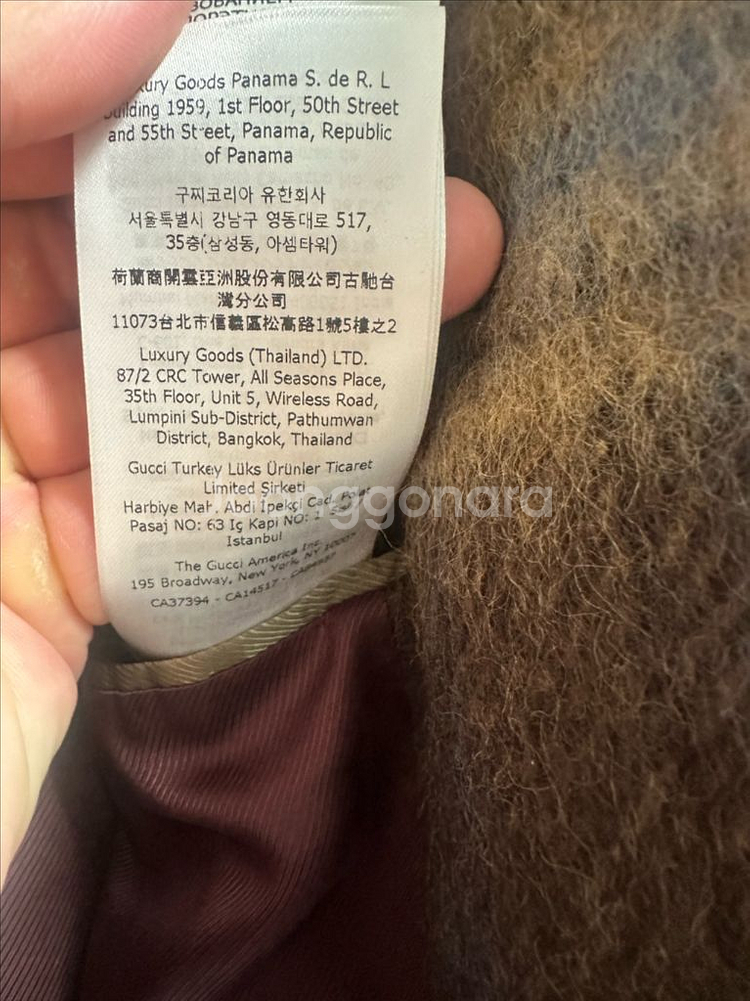 ЗОВАНИЕМ
xury Goods Panama S. de R. L
Building 1959, 1st Floor, 50th Street
and 55th Street, Panama, Republic
of Panama
구찌코리아 유한회사
서울특별시 강남구 영동대로 517,
35층(삼성동, 아셈타워)
荷蘭商開雲亞洲股份有限公司古馳台
灣分公司
11073台北市信義區松高路1號5樓之2
Luxury Goods (Thailand) LTD.
87/2 CRC Tower, All Seasons Place,
35th Floor, Unit 5, Wireless Road,
Lumpini Sub-District, Pathumwan
District, Bangkok, Thailand
Gucci Turkey Lüks Ürünler Ticaret
Limited Şirketi
Harbiye Mah. Abdi İpekçi Cad. Polat
Pasaj NO: 63 Iç Kapi NO: 1
Istanbul
The Gucci America Inc.
195 Broadway, New York, NY 10007
CA37394 - CA14517 -